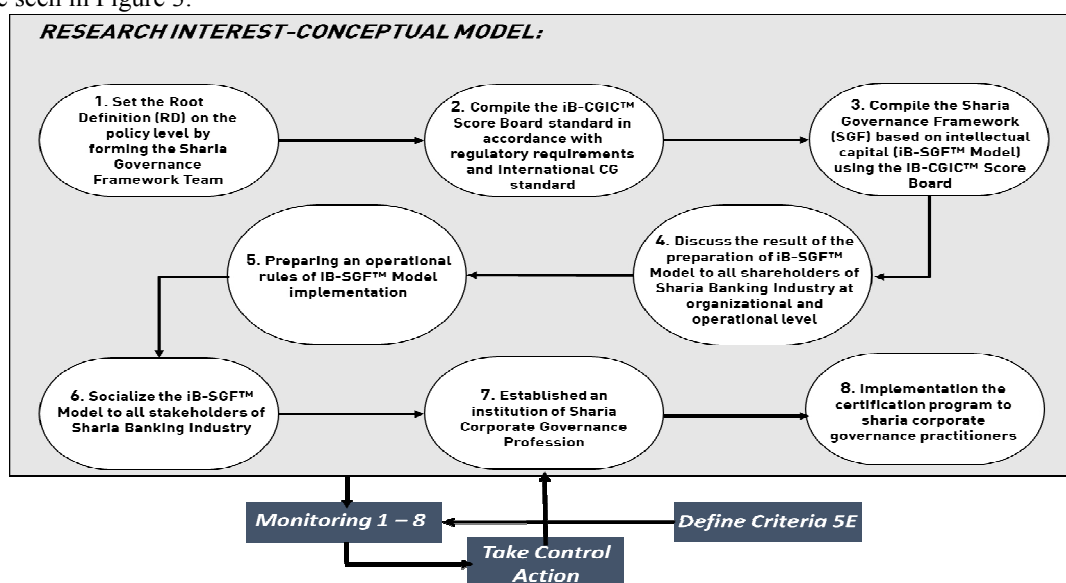 e seen in Figure 3.
RESEARCH INTEREST-CONCEPTUAL MODEL:
1. Set the Root
Definition (RD) on the
policy level by
forming the Sharia
Governance
Framework Team
2. Compile the iB-CGIC™
Score Board standard in
accordance with
regulatory requirements
and International CG
standard
3. Compile the Sharia
Governance Framework
(SGF) based on intellectual
capital (iB-SGF™ Model)
using the IB-CGIC™ Score
Board
4. Discuss the result of the
preparation of iB-SGF™
Model to all shareholders of
Sharia Banking Industry at
organizational and
operational level
5. Preparing an operational
rules of IB-SGF™ Model
implementation
6. Socialize the iB-SGF™
Model to all stakeholders of
Sharia Banking Industry
7. Established an
institution of Sharia
Corporate Governance
Profession
8. Implementation the
certification program to
sharia corporate
governance practitioners
Monitoring 1 – 8
Define Criteria 5E
Take Control
Action